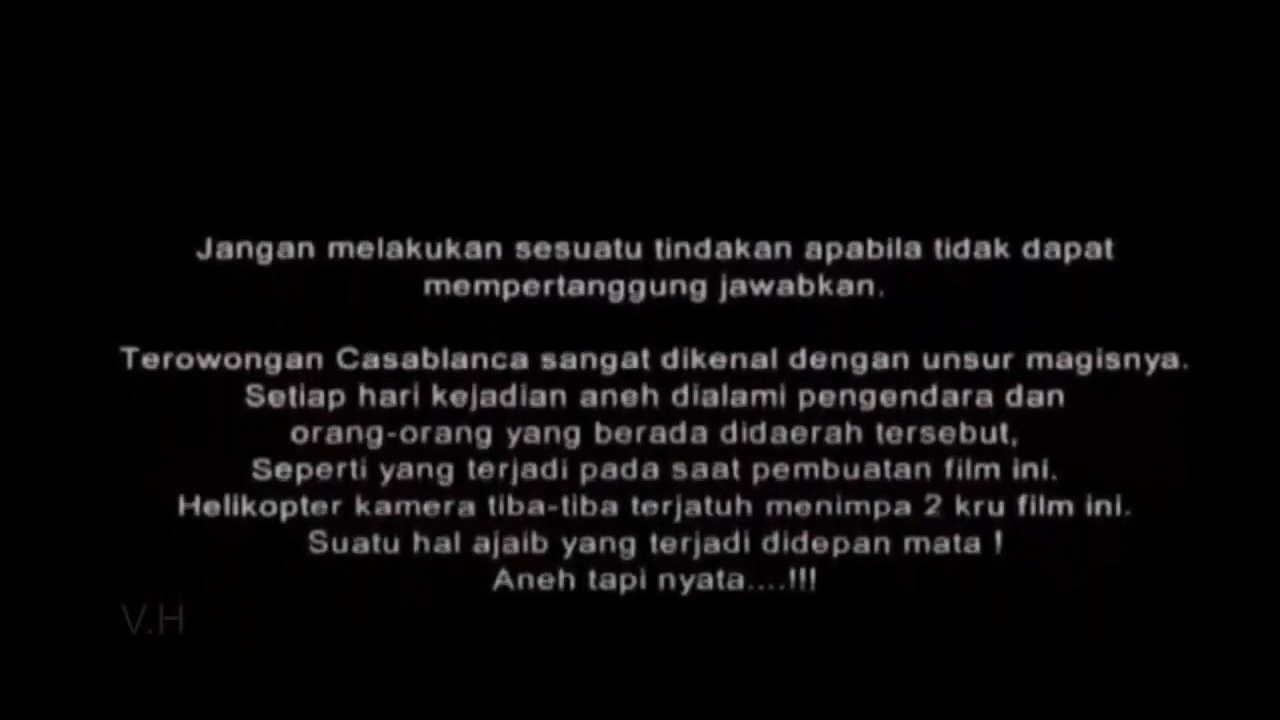 Jangan melakukan sesuatu tindakan apabila tidak dapat
mempertanggung jawabkan.
Terowongan Casablanca sangat dikenal dengan unsur magisnya.
Setiap hari kejadian aneh dialami pengendara dan
orang-orang yang berada didaerah tersebut,
Seperti yang terjadi pada saat pembuatan film ini.
Helikopter kamera tiba-tiba terjatuh menimpa 2 kru film ini.
Suatu hal ajaib yang terjadi didepan mata !
Aneh tapi nyata....!!!
V.H